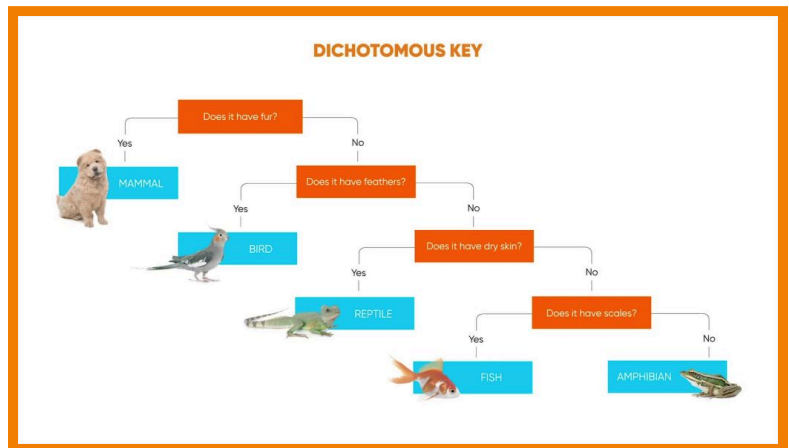 DICHOTOMOUS KEY
Does it have fur?
Yes
No
MAMMAL
Does it have feathers?
Yes
No
BIRD
Does it have dry skin?
Yes
No
REPTILE
Does it have scales?
Yes
No
FISH
AMPHIBIAN